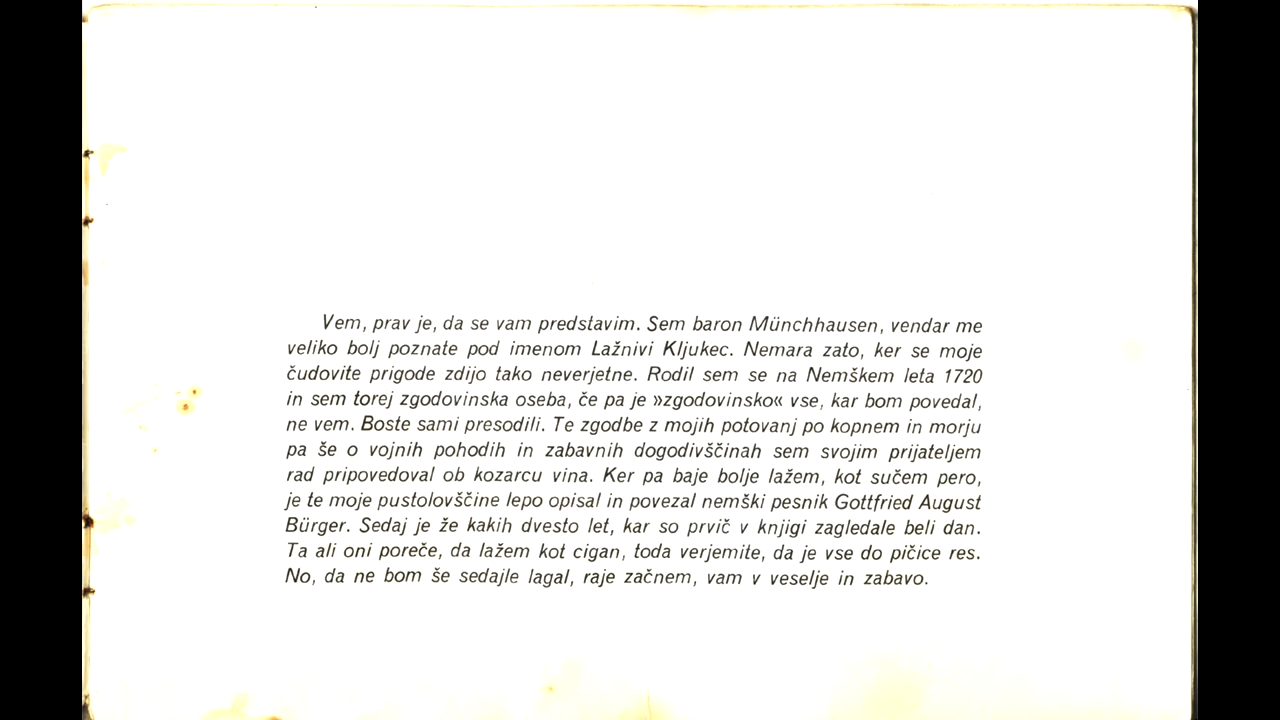 Vem, prav je, da se vam predstavim. Sem baron Münchhausen, vendar me
veliko bolj poznate pod imenom Lažnivi Kljukec. Nemara zato, ker se moje
čudovite prigode zdijo tako neverjetne. Rodil sem se na Nemškem leta 1720
in sem torej zgodovinska oseba, če pa je »zgodovinsko« vse, kar bom povedal,
ne vem. Boste sami presodili. Te zgodbe z mojih potovanj po kopnem in morju
pa še o vojnih pohodih in zabavnih dogodivščinah sem svojim prijateljem
rad pripovedoval ob kozarcu vina. Ker pa baje bolje lažem, kot sučem pero,
je te moje pustolovščine lepo opisal in povezal nemški pesnik Gottfried August
Bürger. Sedaj je že kakih dvesto let, kar so prvič v knjigi zagledale beli dan.
Ta ali oni poreče, da lažem kot cigan, toda verjemite, da je vse do pičice res.
No, da ne bom še sedajle lagal, raje začnem, vam v veselje in zabavo.